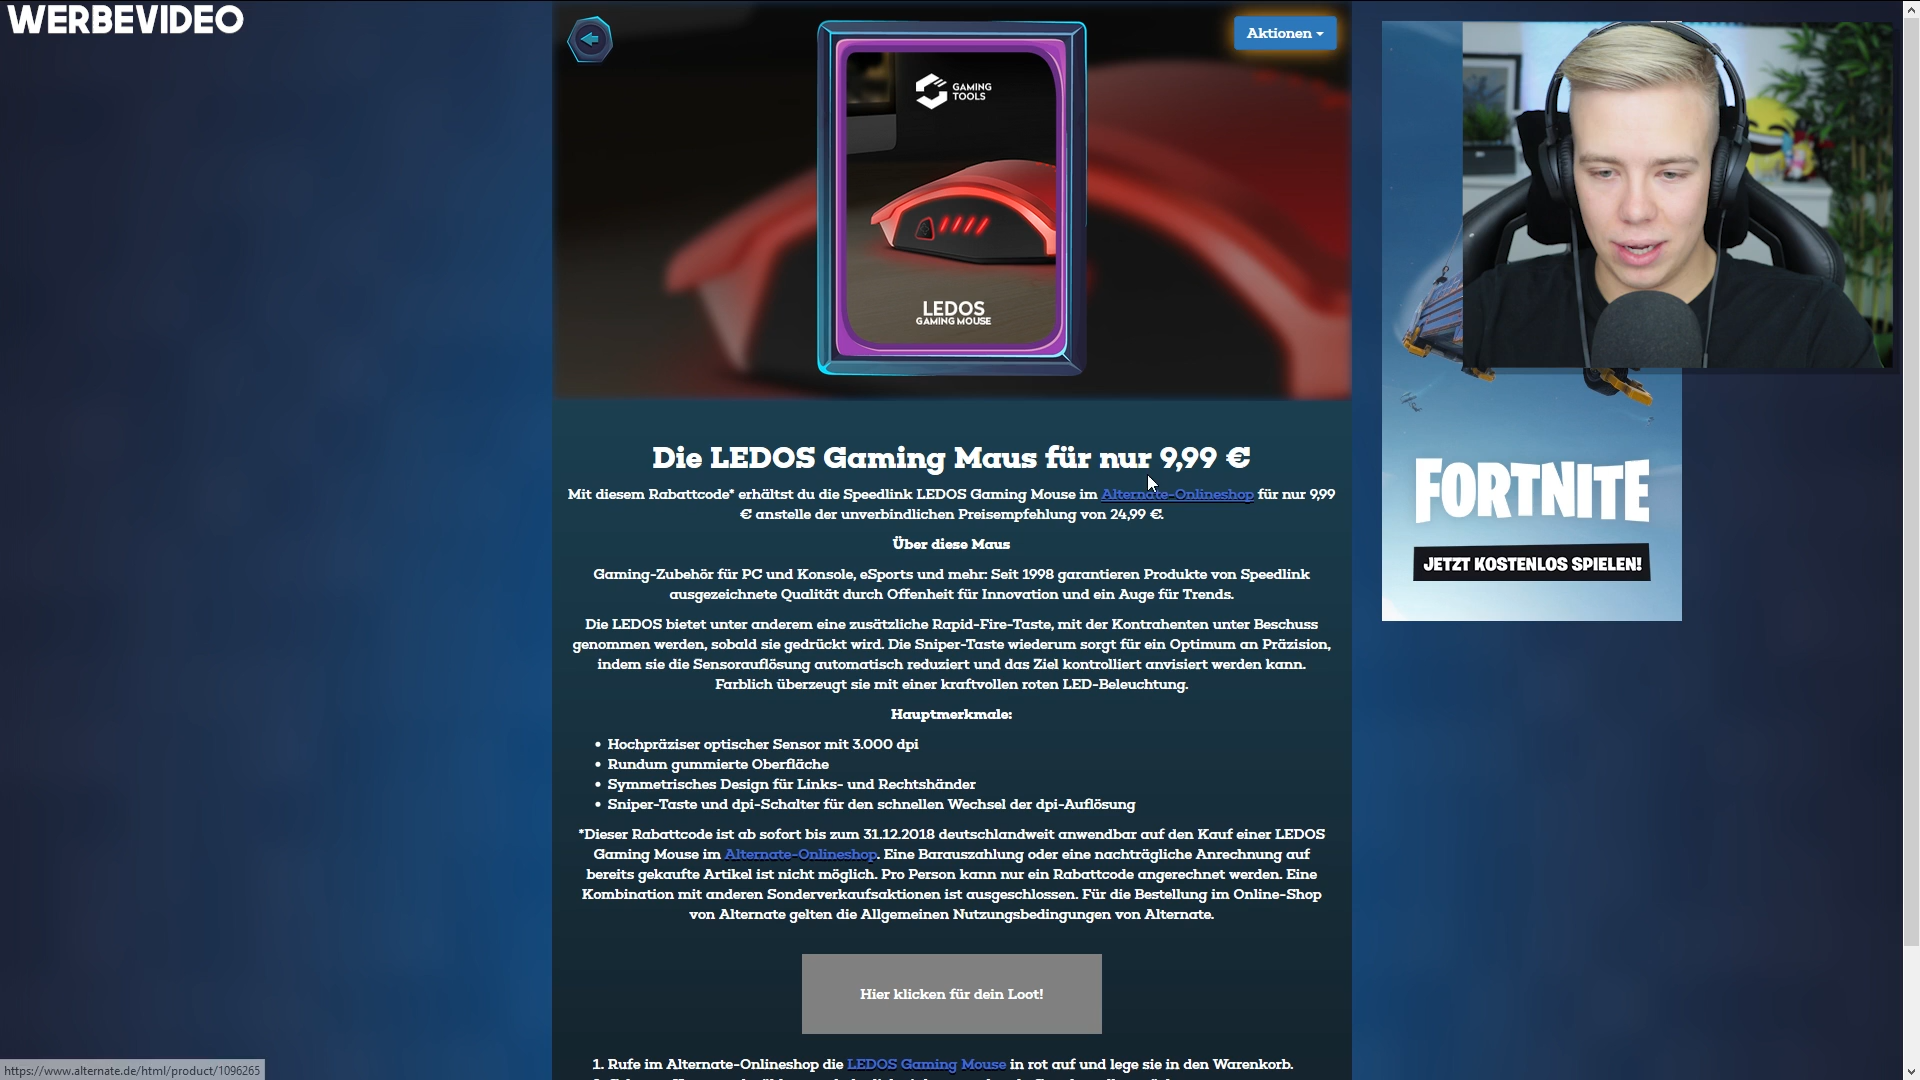 WERBEVIDEO
Aktionen
GAMING
TOOLS
LEDOS
GAMING MOUSE
Die LEDOS Gaming Maus für nur 9,99 €
Mit diesem Rabattcode* erhältst du die Speedlink LEDOS Gaming Mouse im Alternate-Onlineshop für nur 9,99
€ anstelle der unverbindlichen Preisempfehlung von 24,99 €.
Über diese Maus
Gaming-Zubehör für PC und Konsole, eSports und mehr: Seit 1998 garantieren Produkte von Speedlink
ausgezeichnete Qualität durch Offenheit für Innovation und ein Auge für Trends.
Die LEDOS bietet unter anderem eine zusätzliche Rapid-Fire-Taste, mit der Kontrahenten unter Beschuss
genommen werden, sobald sie gedrückt wird. Die Sniper-Taste wiederum sorgt für ein Optimum an Präzision,
indem sie die Sensorauflösung automatisch reduziert und das Ziel kontrolliert anvisiert werden kann.
Farblich überzeugt sie mit einer kraftvollen roten LED-Beleuchtung.
Hauptmerkmale:
• Hochpräziser optischer Sensor mit 3.000 dpi
• Rundum gummierte Oberfläche
• Symmetrisches Design für Links- und Rechtshänder
• Sniper-Taste und dpi-Schalter für den schnellen Wechsel der dpi-Auflösung
*Dieser Rabattcode ist ab sofort bis zum 31.12.2018 deutschlandweit anwendbar auf den Kauf einer LEDOS
Gaming Mouse im Alternate-Onlineshop. Eine Barauszahlung oder eine nachträgliche Anrechnung auf
bereits gekaufte Artikel ist nicht möglich. Pro Person kann nur ein Rabattcode angerechnet werden. Eine
Kombination mit anderen Sonderverkaufsaktionen ist ausgeschlossen. Für die Bestellung im Online-Shop
von Alternate gelten die Allgemeinen Nutzungsbedingungen von Alternate.
Hier klicken für dein Loot!
1. Rufe im Alternate-Onlineshop die LEDOS Gaming Mouse in rot auf und lege sie in den Warenkorb.
FORTNITE
JETZT KOSTENLOS SPIELEN!
https://www.alternate.de/html/product/1096265